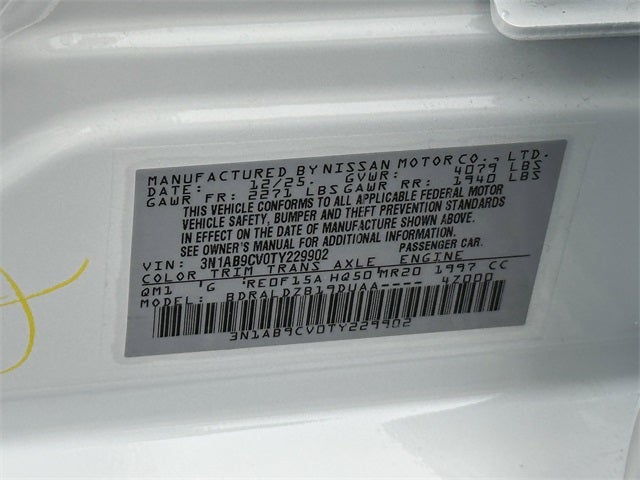 MANUFACTURED BY NISSAN MOTOR CO., LTD.
DATE: 12/25. GVWR: 4079 LBS
GAWR FR: 2271 LBS GAWR RR: 1940 LBS
THIS VEHICLE CONFORMS TO ALL APPLICABLE FEDERAL MOTOR
VEHICLE SAFETY, BUMPER AND THEFT PREVENTION STANDARDS
IN EFFECT ON THE DATE OF MANUFACTURE SHOWN ABOVE.
SEE OWNER'S MANUAL FOR ADDITIONAL INFORMATION.
VIN: 3N1AB9CV0TY229902 PASSENGER CAR.
COLOR TRIM TRANS AXLE ENGINE
QM1 'G 'RE0F15A HQ50 MR20 1997 CC
BDRALDZB19DUAA---- 47000
3N1AB9CV0TY229902